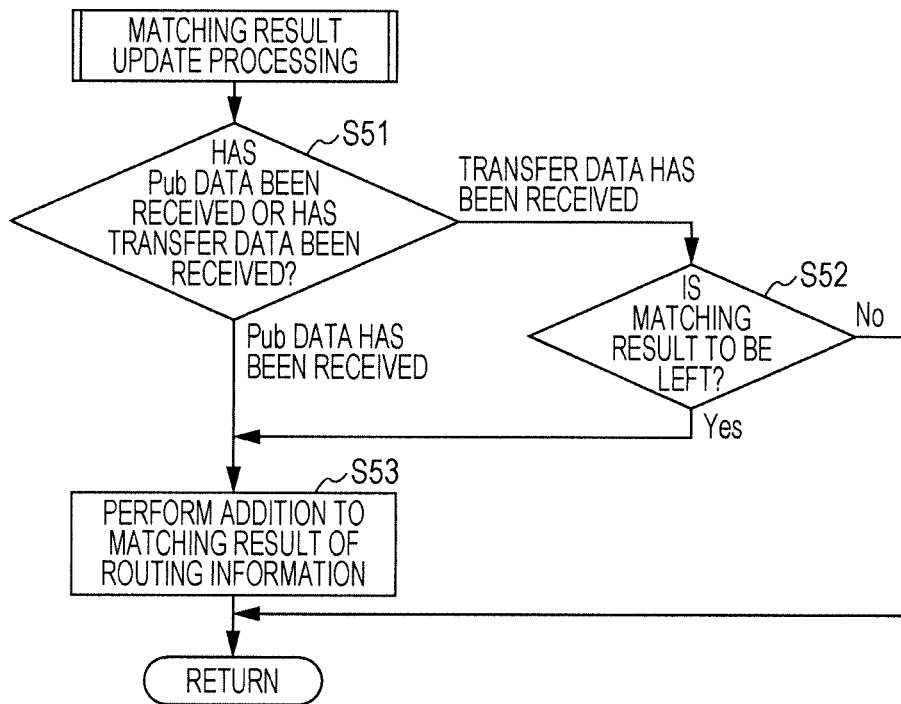 MATCHING RESULT
UPDATE PROCESSING
S51
HAS
Pub DATA BEEN
RECEIVED OR HAS
TRANSFER DATA BEEN
RECEIVED?
TRANSFER DATA HAS
BEEN RECEIVED
S52
IS
MATCHING
RESULT TO BE
LEFT?
No
Pub DATA HAS
BEEN RECEIVED
Yes
S53
PERFORM ADDITION TO
MATCHING RESULT OF
ROUTING INFORMATION
RETURN